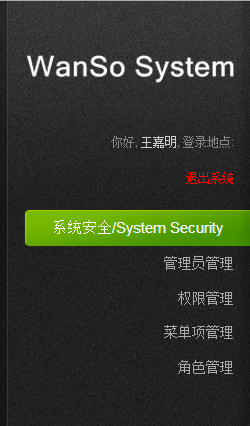 WanSo System
你好, 王嘉明, 登录地点:
退出系统
系统安全/System Security
管理员管理
权限管理
菜单项管理
角色管理